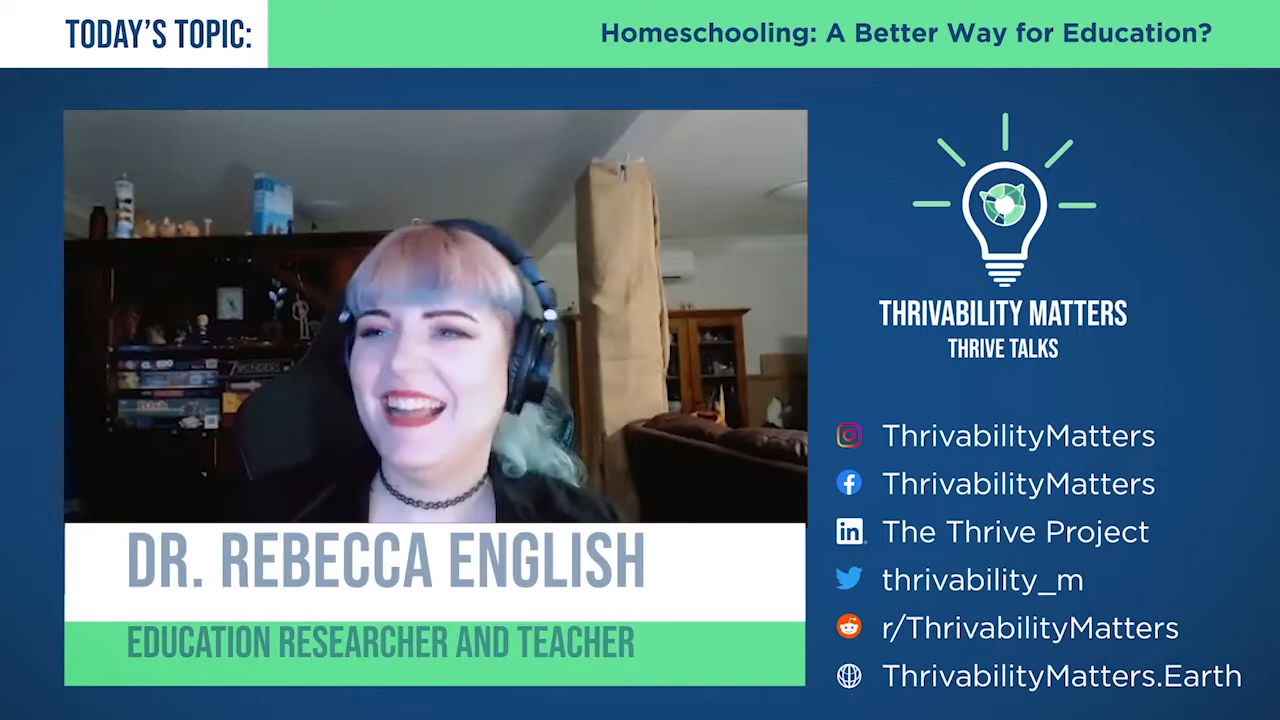 TODAY'S TOPIC:
Homeschooling: A Better Way for Education?
THRIVABILITY MATTERS
THRIVE TALKS
DR. REBECCA ENGLISH
EDUCATION RESEARCHER AND TEACHER
ThrivabilityMatters
ThrivabilityMatters
in The Thrive Project
thrivability_m
r/ThrivabilityMatters
ThrivabilityMatters.Earth